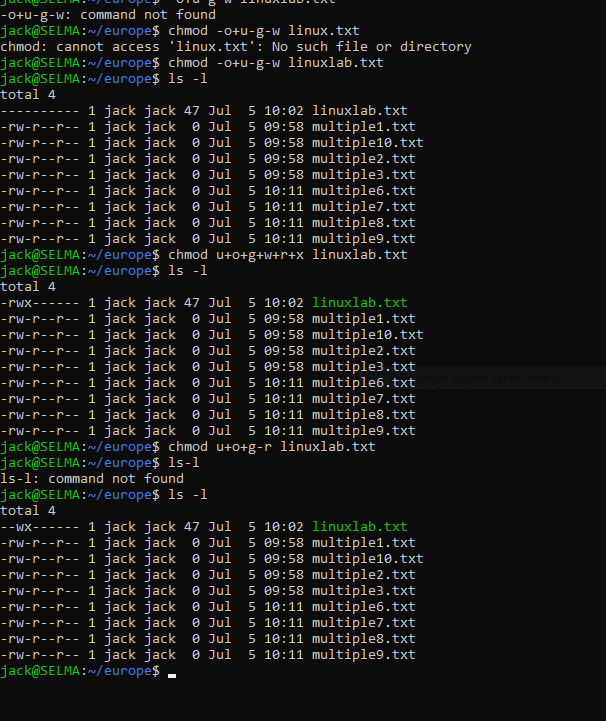 -o+u-g-w: command not found
jack@SELMA:~/europe$ chmod -o+u-g-w linux.txt
chmod: cannot access 'linux.txt': No such file or directory
jack@SELMA:~/europe$ chmod -o+u-g-w linuxlab.txt
jack@SELMA:~/europe$ ls -l
total 4
---------- 1 jack jack 47 Jul  5 10:02 linuxlab.txt
-rw-r--r-- 1 jack jack  0 Jul  5 09:58 multiple1.txt
-rw-r--r-- 1 jack jack  0 Jul  5 09:58 multiple10.txt
-rw-r--r-- 1 jack jack  0 Jul  5 09:58 multiple2.txt
-rw-r--r-- 1 jack jack  0 Jul  5 09:58 multiple3.txt
-rw-r--r-- 1 jack jack  0 Jul  5 10:11 multiple6.txt
-rw-r--r-- 1 jack jack  0 Jul  5 10:11 multiple7.txt
-rw-r--r-- 1 jack jack  0 Jul  5 10:11 multiple8.txt
-rw-r--r-- 1 jack jack  0 Jul  5 10:11 multiple9.txt
jack@SELMA:~/europe$ chmod u+o+g+w+r+x linuxlab.txt
jack@SELMA:~/europe$ ls -l
total 4
-rwx------ 1 jack jack 47 Jul  5 10:02 linuxlab.txt
-rw-r--r-- 1 jack jack  0 Jul  5 09:58 multiple1.txt
-rw-r--r-- 1 jack jack  0 Jul  5 09:58 multiple10.txt
-rw-r--r-- 1 jack jack  0 Jul  5 09:58 multiple2.txt
-rw-r--r-- 1 jack jack  0 Jul  5 09:58 multiple3.txt
-rw-r--r-- 1 jack jack  0 Jul  5 10:11 multiple6.txt
-rw-r--r-- 1 jack jack  0 Jul  5 10:11 multiple7.txt
-rw-r--r-- 1 jack jack  0 Jul  5 10:11 multiple8.txt
-rw-r--r-- 1 jack jack  0 Jul  5 10:11 multiple9.txt
jack@SELMA:~/europe$ chmod u+o+g-r linuxlab.txt
jack@SELMA:~/europe$ ls-l
ls-l: command not found
jack@SELMA:~/europe$ ls -l
total 4
--wx------ 1 jack jack 47 Jul  5 10:02 linuxlab.txt
-rw-r--r-- 1 jack jack  0 Jul  5 09:58 multiple1.txt
-rw-r--r-- 1 jack jack  0 Jul  5 09:58 multiple10.txt
-rw-r--r-- 1 jack jack  0 Jul  5 09:58 multiple2.txt
-rw-r--r-- 1 jack jack  0 Jul  5 09:58 multiple3.txt
-rw-r--r-- 1 jack jack  0 Jul  5 10:11 multiple6.txt
-rw-r--r-- 1 jack jack  0 Jul  5 10:11 multiple7.txt
-rw-r--r-- 1 jack jack  0 Jul  5 10:11 multiple8.txt
-rw-r--r-- 1 jack jack  0 Jul  5 10:11 multiple9.txt
jack@SELMA:~/europe$